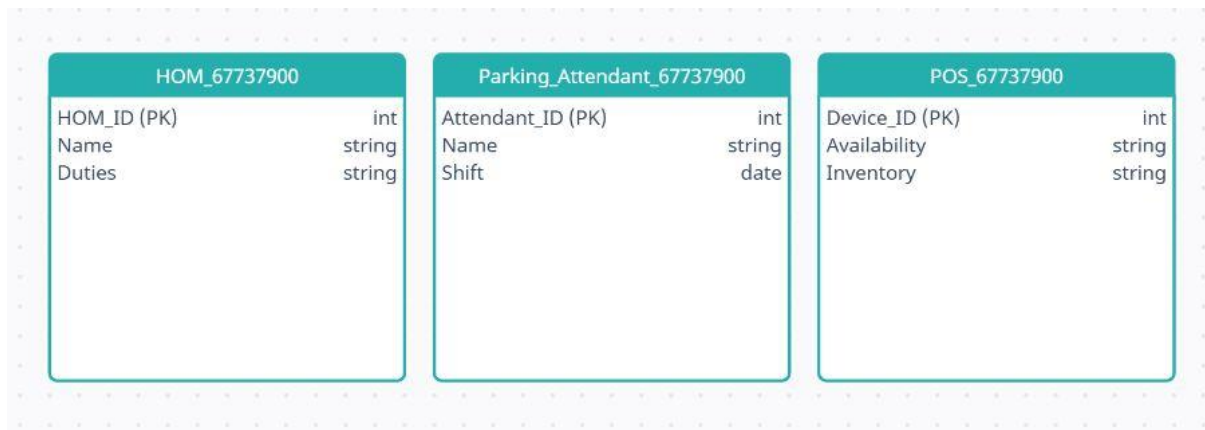 HOM_67737900
HOM_ID (PK) int
Name string
Duties string
Parking_Attendant_67737900
Attendant_ID (PK) int
Name string
Shift date
POS_67737900
Device_ID (PK) int
Availability string
Inventory string